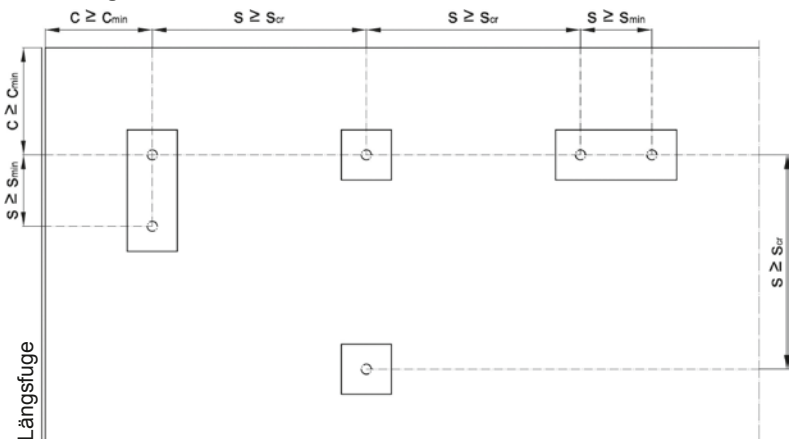 c ≥ cmin
s ≥ scr
s ≥ scr
s ≥ smin
c ≥ cmin
s ≥ smin
s ≥ scr
Längsfuge